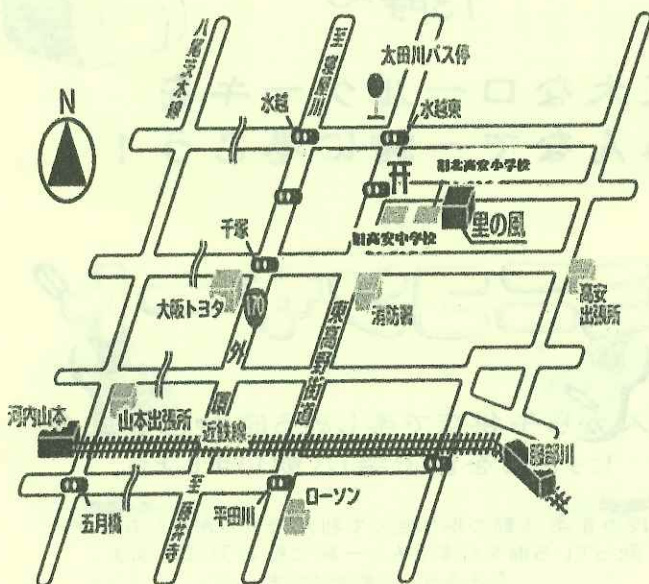 八尾茨木線
至寝屋川
太田川バス停
N
水越
水越東
旧北高安小学校
里の風
旧高安中学校
千塚
大阪トヨタ
170
消防署
高安
出張所
外環
東高野街道
河内山本
山本出張所
近鉄線
服部川
五月橋
至藤井寺
平田川
ローソン